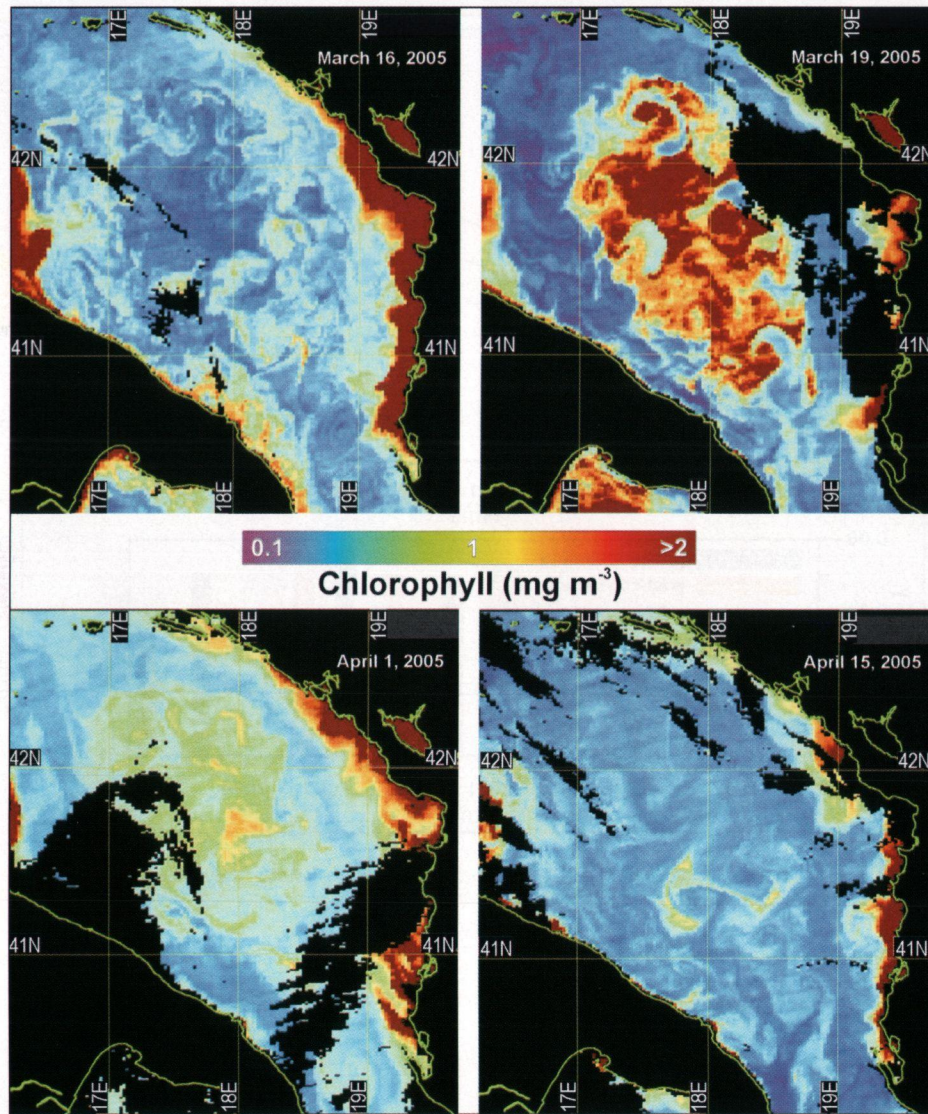 17E
18E
19E
March 16, 2005
42N
42N
41N
41N
17E
18E
19E
17E
18E
19E
March 19, 2005
42N
42N
41N
41N
17E
18E
19E
0.1
1
>2
Chlorophyll (mg m⁻³)
17E
18E
19E
April 1, 2005
42N
42N
41N
41N
17E
18E
19E
17E
18E
19E
April 15, 2005
42N
42N
41N
41N
17E
18E
19E